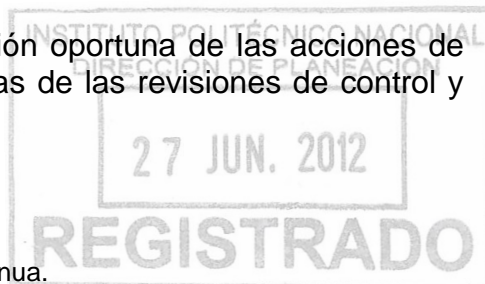 INSTITUTO POLITÉCNICO NACIONAL
ión oportuna de las acciones de
DIRECCIÓN DE PLANEACIÓN
as de las revisiones de control y
27 JUN. 2012
REGISTRADO
nua.